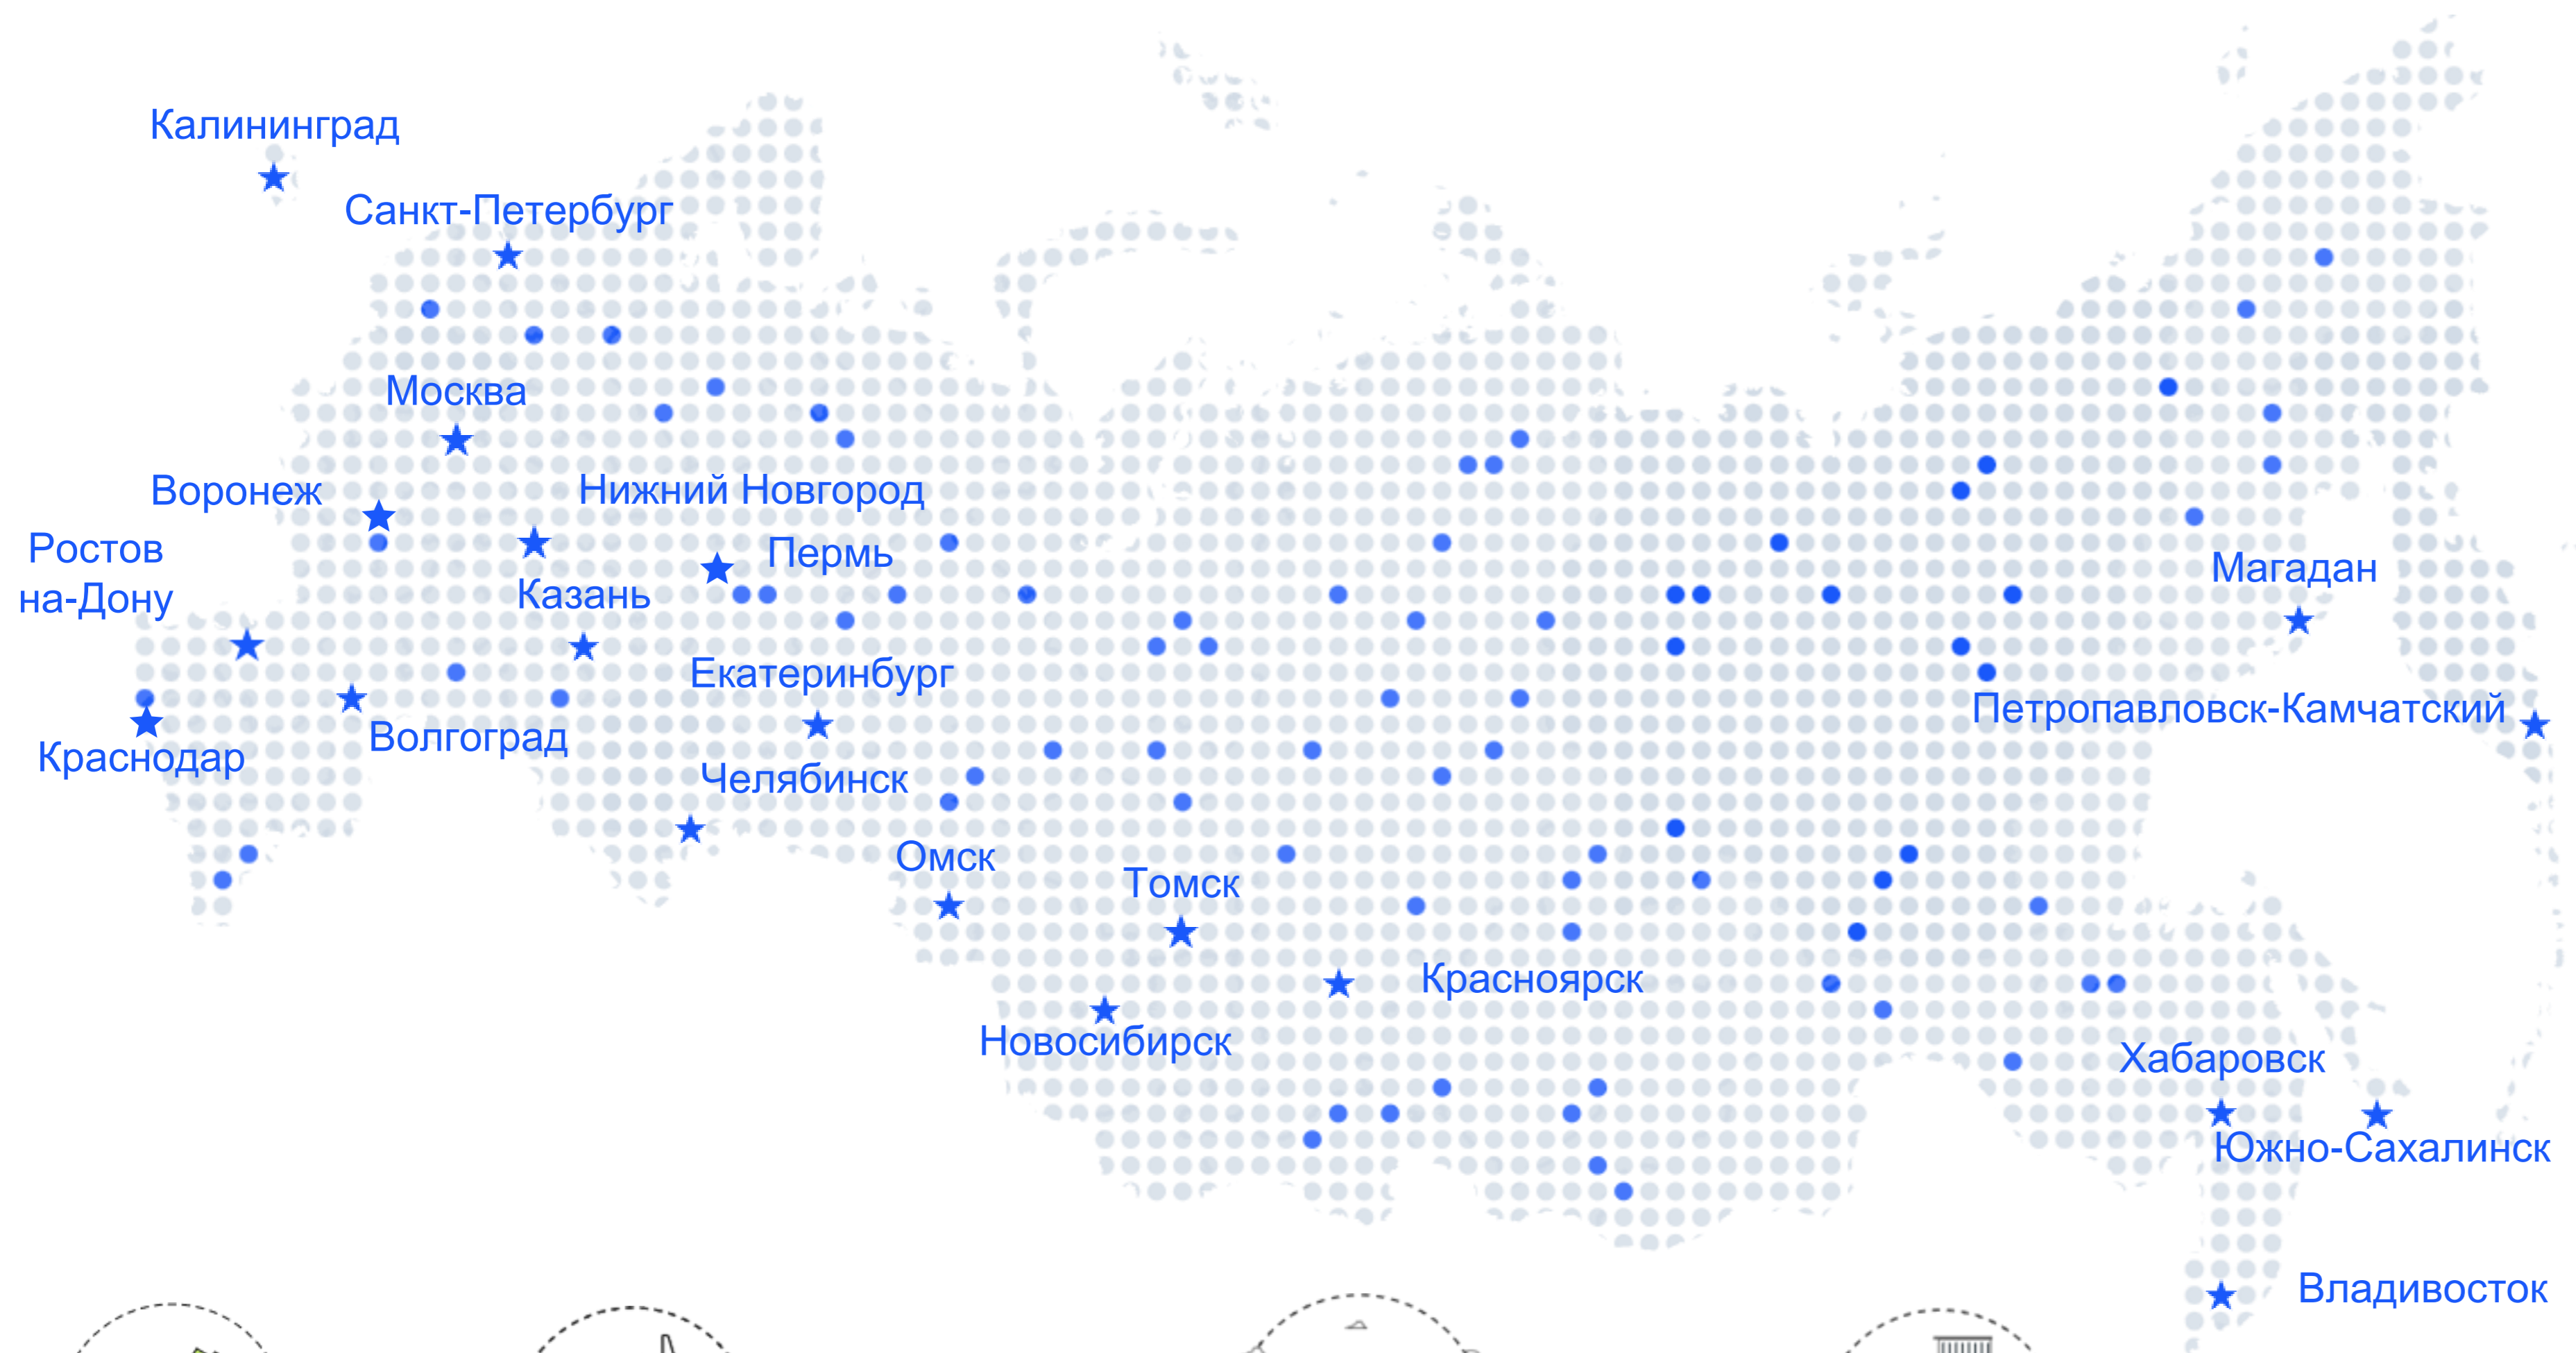 Калининград
Санкт-Петербург
Москва
Воронеж
Нижний Новгород
Ростов
на-Дону
Пермь
Казань
Магадан
Екатеринбург
Петропавловск-Камчатский
Волгоград
Краснодар
Челябинск
Омск
Томск
Красноярск
Новосибирск
Хабаровск
Южно-Сахалинск
Владивосток